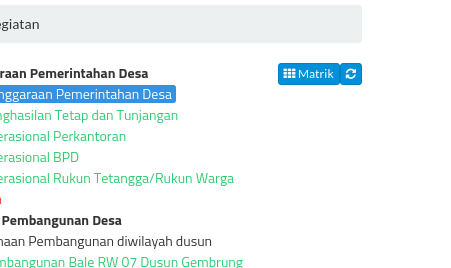 egiatan
raan Pemerintahan Desa
Matrik
nggaraan Pemerintahan Desa
nghasilan Tetap dan Tunjangan
erasional Perkantoran
erasional BPD
erasional Rukun Tetangga/Rukun Warga
Pembangunan Desa
naan Pembangunan diwilayah dusun
mbangunan Bale RW 07 Dusun Gembrung